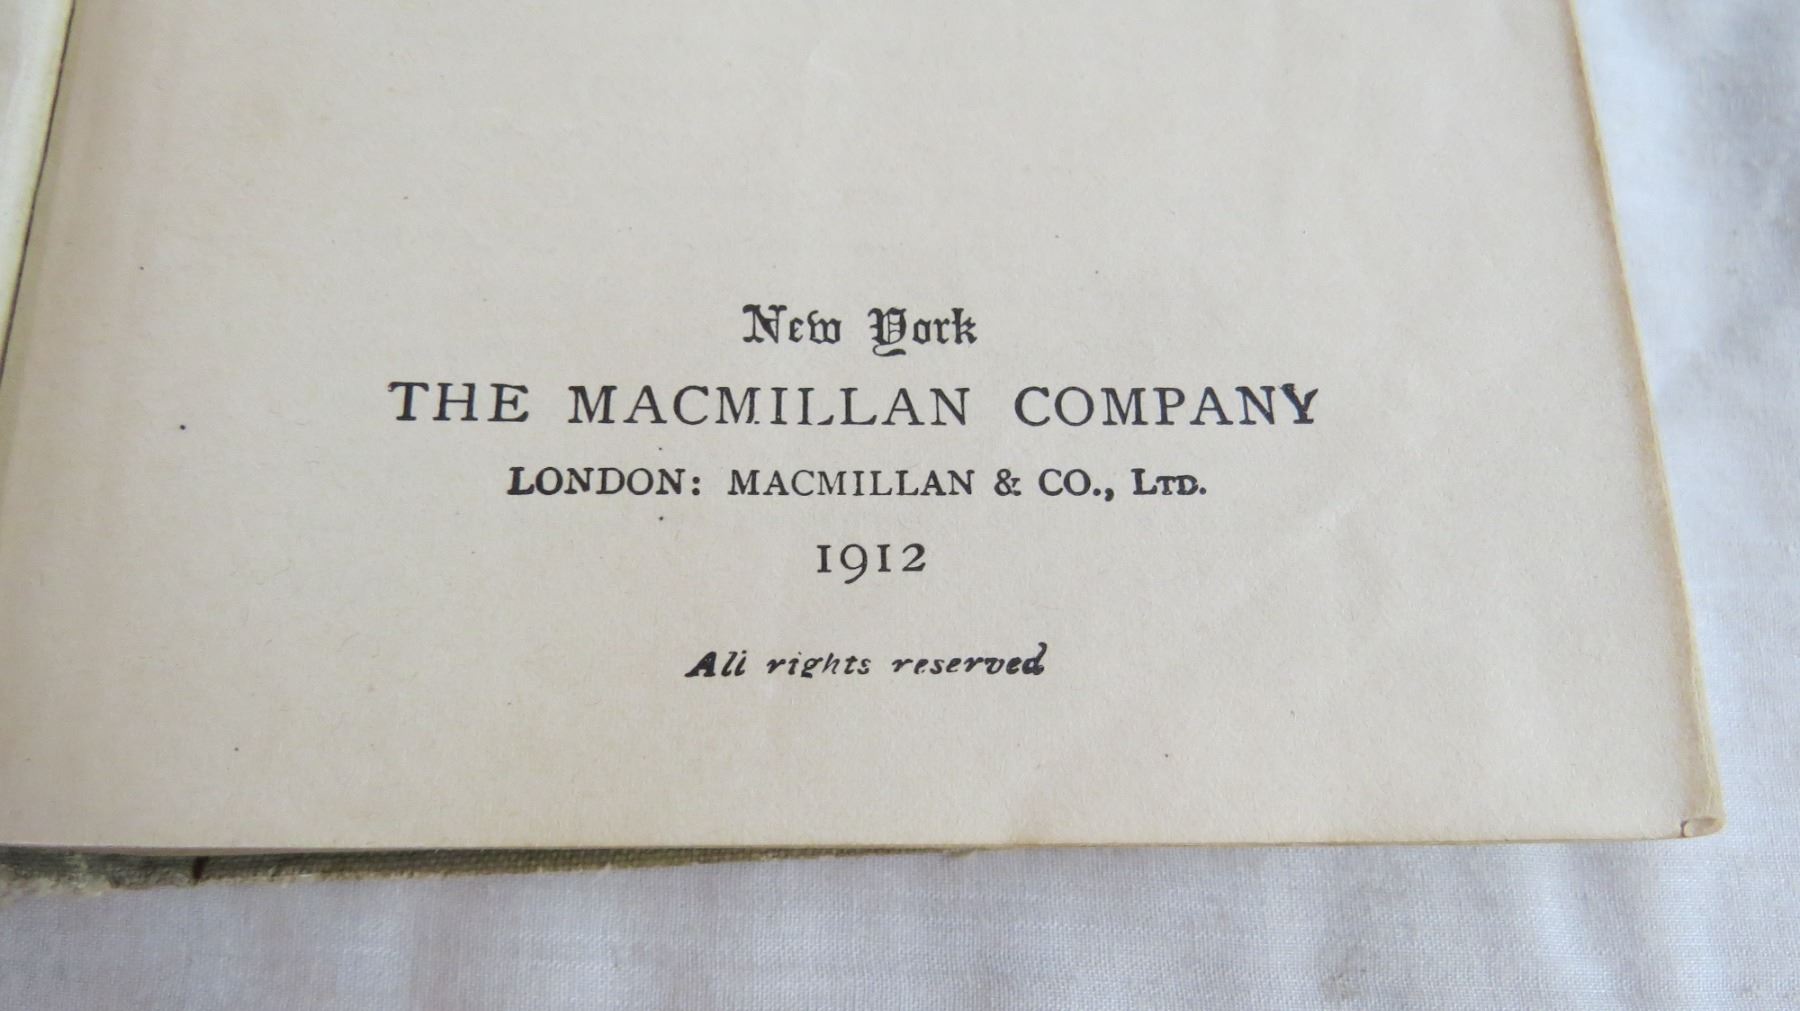 New York
THE MACMILLAN COMPANY
LONDON: MACMILLAN & CO., LTD.
1912
All rights reserved